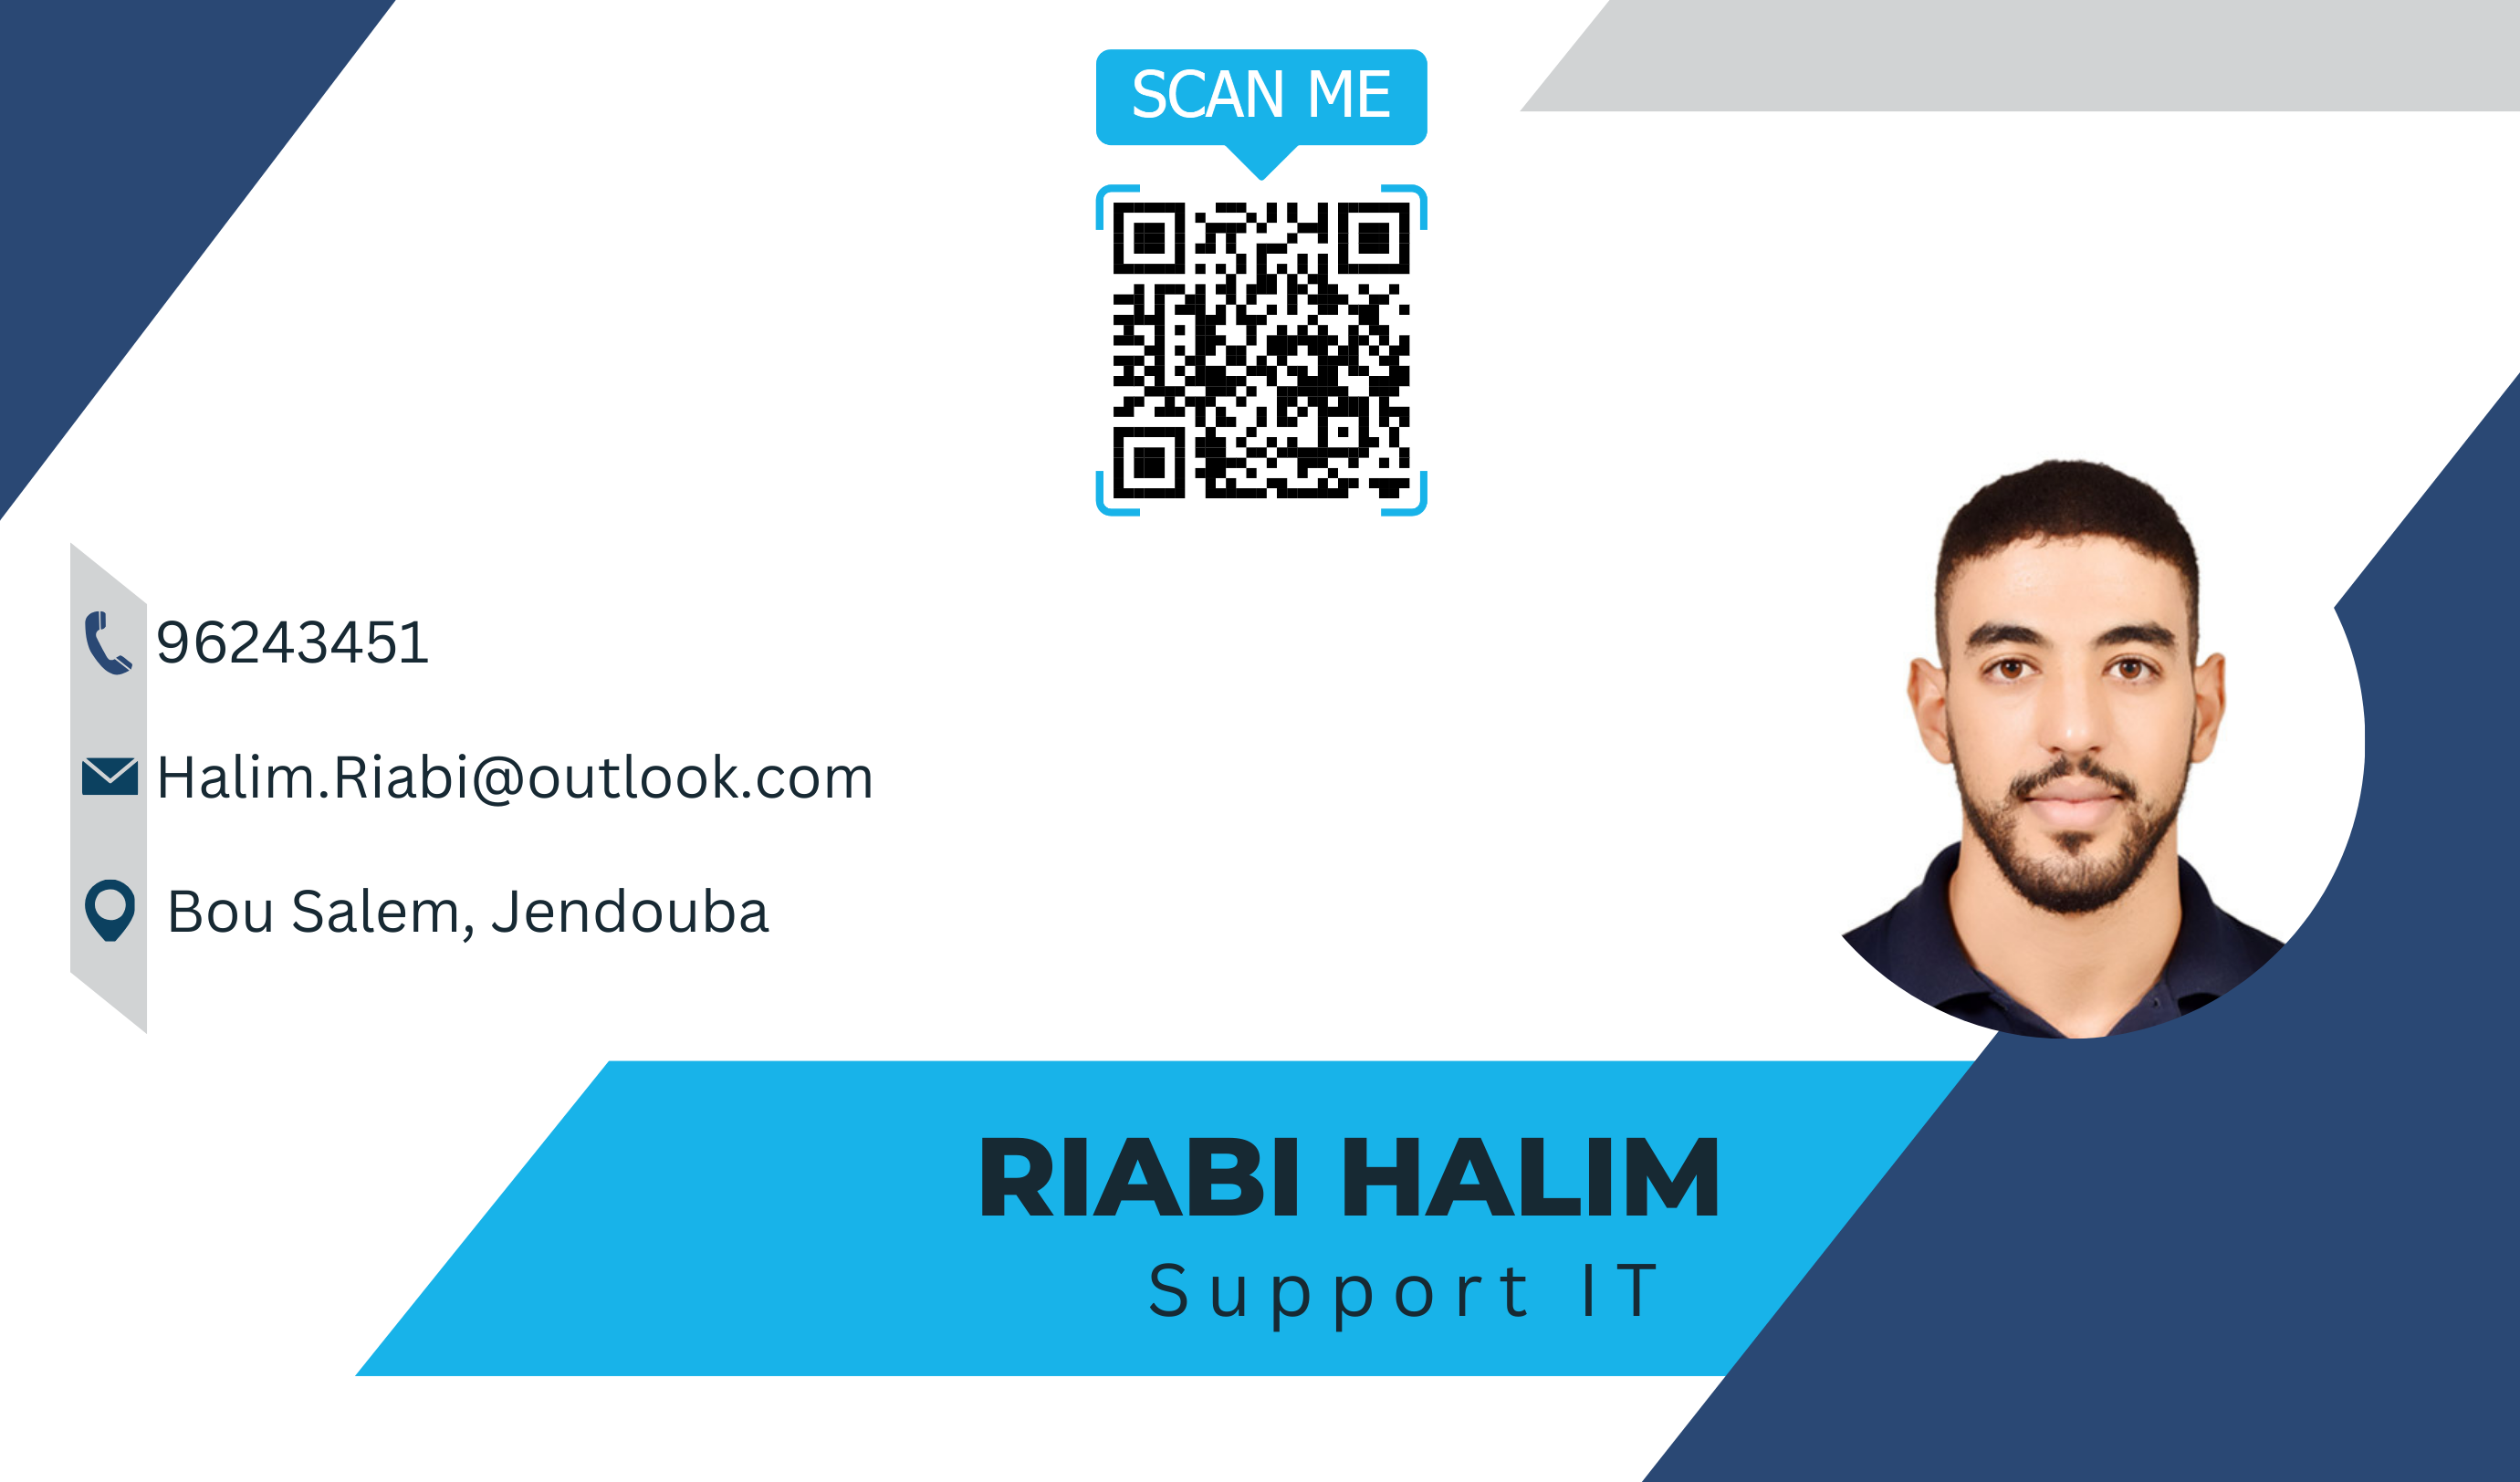 SCAN ME
96243451
Halim.Riabi@outlook.com
Bou Salem, Jendouba
RIABI HALIM
Support IT